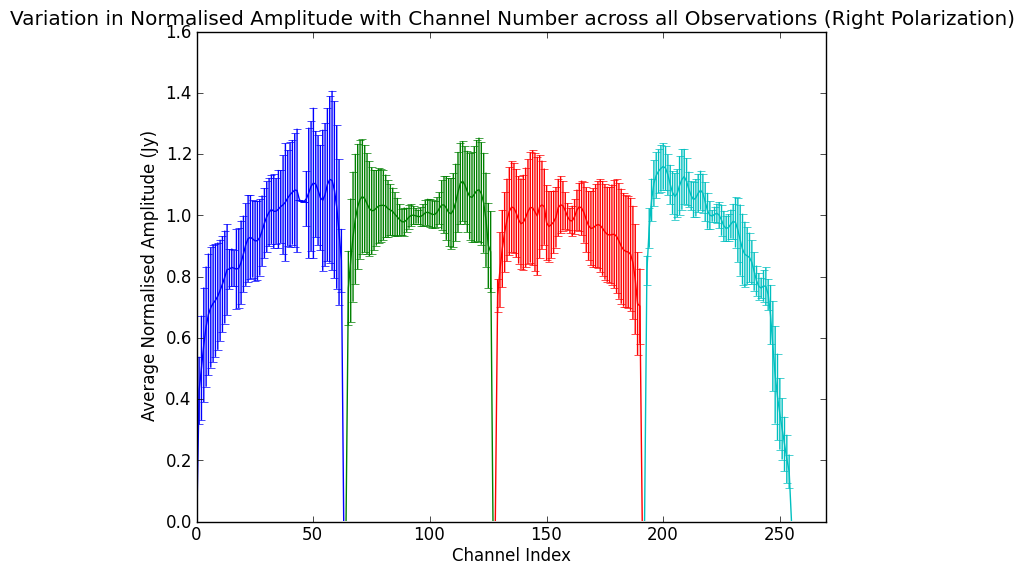 Variation in Normalised Amplitude with Channel Number across all Observations (Right Polarization)
1.6
1.4
1.2
1.0
0.8
0.6
0.4
0.2
0.0
Average Normalised Amplitude (Jy)
0 50 100 150 200 250
Channel Index